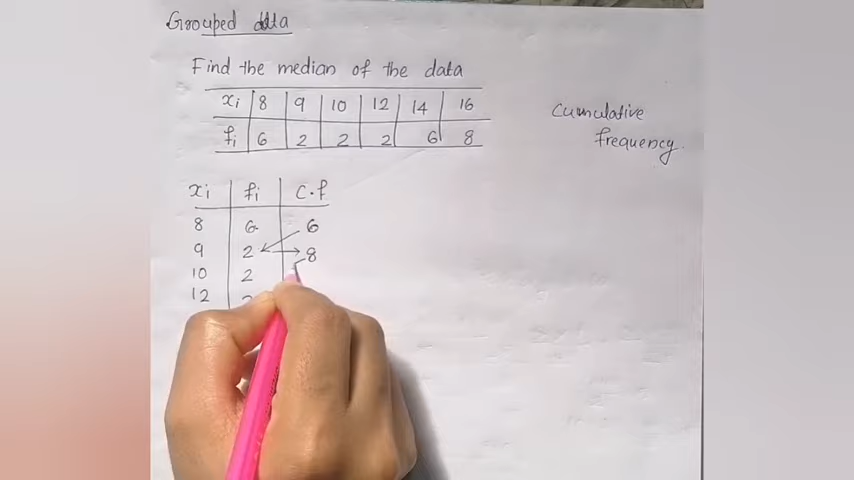 Grouped data
Find the median of the data
xi 8 9 10 12 14 16
fi 6 2 2 2 6 8
Cumulative
frequency.
xi fi C.f
8 6 6
9 2 8
10 2
12